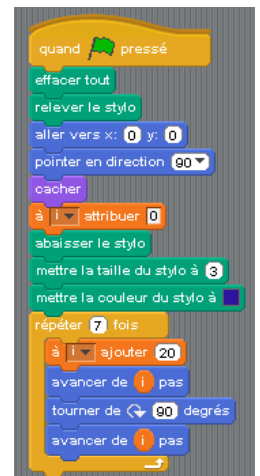 quand pressé
effacer tout
relever le stylo
aller vers x: 0 y: 0
pointer en direction 90
cacher
à i attribuer 0
abaisser le stylo
mettre la taille du stylo à 3
mettre la couleur du stylo à
répéter 7 fois
à i ajouter 20
avancer de i pas
tourner de 90 degrés
avancer de i pas